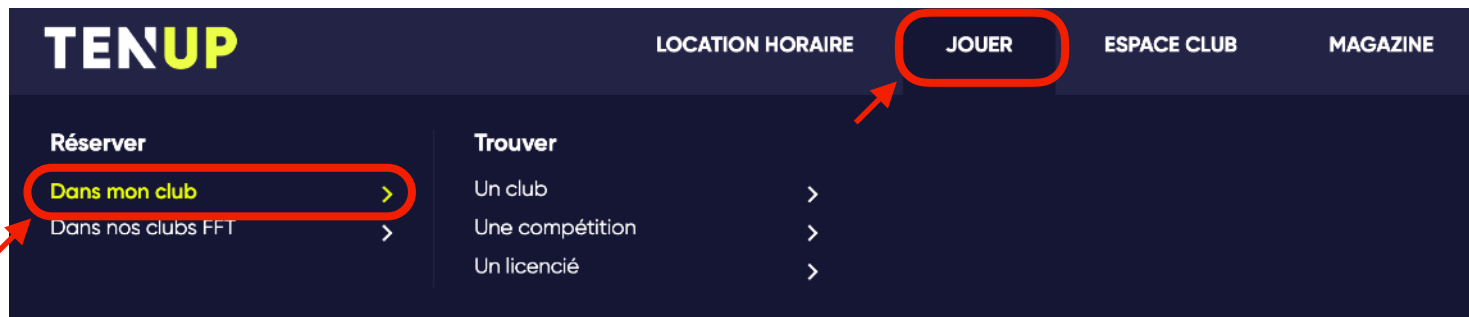 TENUP
LOCATION HORAIRE JOUER ESPACE CLUB MAGAZINE
Réserver
Dans mon club
Dans nos clubs FFT
Trouver
Un club
Une compétition
Un licencié